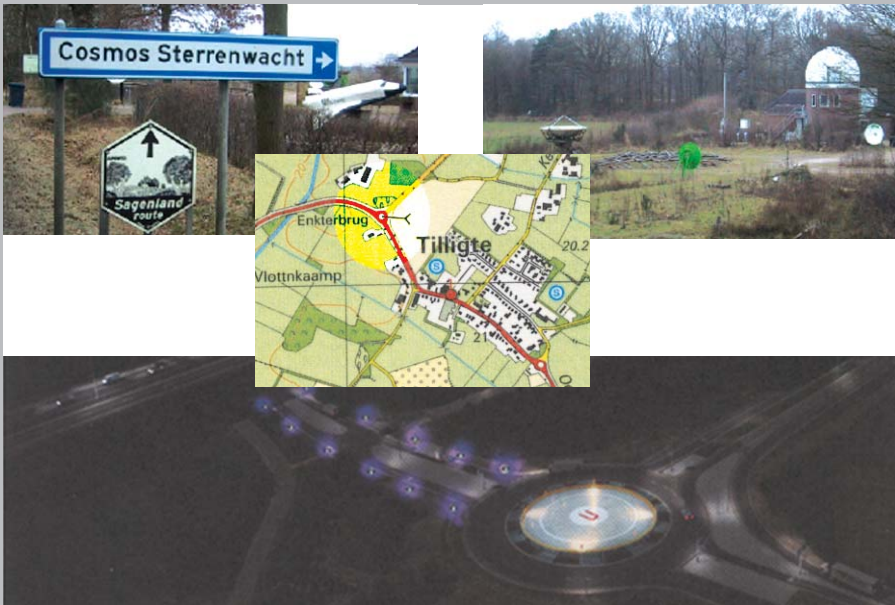 Cosmos Sterrenwacht
Sagenland
route
Enkterbrug
Tilligte
Vlottnkaamp
20.2
21